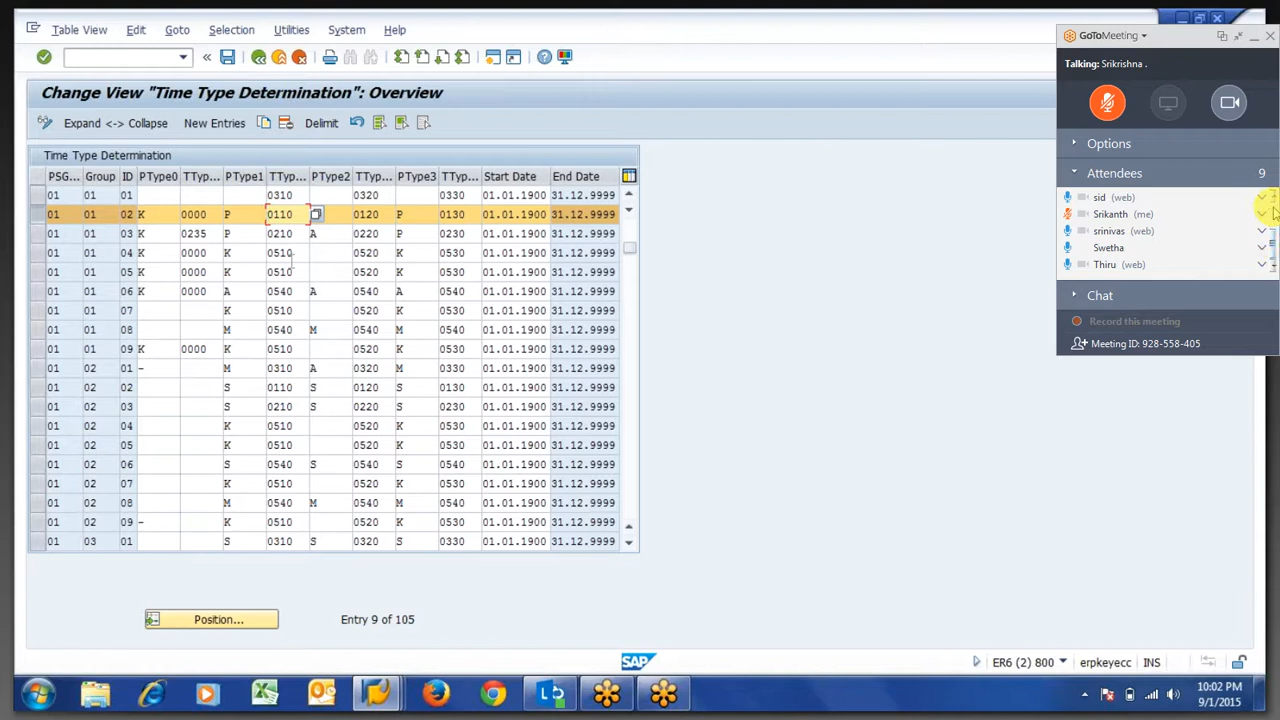 Table View Edit Goto Selection Utilities System Help
Change View "Time Type Determination": Overview
Expand <-> Collapse New Entries Delimit
Time Type Determination
PSG... Group ID PType0 TTyp... PType1 TTyp... PType2 TTyp... PType3 TTyp... Start Date End Date
01 01 01 0310 0320 0330 01.01.1900 31.12.9999
01 01 02 K 0000 P 0110 0120 P 0130 01.01.1900 31.12.9999
01 01 03 K 0235 P 0210 A 0220 P 0230 01.01.1900 31.12.9999
01 01 04 K 0000 K 0510 0520 K 0530 01.01.1900 31.12.9999
01 01 05 K 0000 K 0510 0520 K 0530 01.01.1900 31.12.9999
01 01 06 K 0000 A 0540 A 0540 A 0540 01.01.1900 31.12.9999
01 01 07 K 0510 0520 K 0530 01.01.1900 31.12.9999
01 01 08 M 0540 M 0540 M 0540 01.01.1900 31.12.9999
01 01 09 K 0000 K 0510 0520 K 0530 01.01.1900 31.12.9999
01 02 01 - M 0310 A 0320 M 0330 01.01.1900 31.12.9999
01 02 02 S 0110 S 0120 S 0130 01.01.1900 31.12.9999
01 02 03 S 0210 S 0220 S 0230 01.01.1900 31.12.9999
01 02 04 K 0510 0520 K 0530 01.01.1900 31.12.9999
01 02 05 K 0510 0520 K 0530 01.01.1900 31.12.9999
01 02 06 S 0540 S 0540 S 0540 01.01.1900 31.12.9999
01 02 07 K 0510 0520 K 0530 01.01.1900 31.12.9999
01 02 08 M 0540 M 0540 M 0540 01.01.1900 31.12.9999
01 02 09 - K 0510 0520 K 0530 01.01.1900 31.12.9999
01 03 01 S 0310 S 0320 S 0330 01.01.1900 31.12.9999
Position... Entry 9 of 105
SAP ER6 (2) 800 erpkeyecc INS
GoToMeeting
Talking: Srikrishna .
Options
Attendees 9
sid (web)
Srikanth (me)
srinivas (web)
Swetha
Thiru (web)
Chat
Record this meeting
Meeting ID: 928-558-405
10:02 PM
9/1/2015